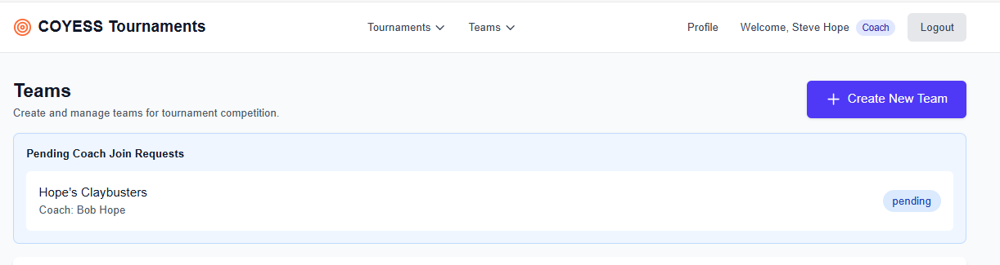 COYESS Tournaments
Tournaments
Teams
Profile
Welcome, Steve Hope
Coach
Logout
Teams
Create and manage teams for tournament competition.
Create New Team
Pending Coach Join Requests
Hope's Claybusters
Coach: Bob Hope
pending